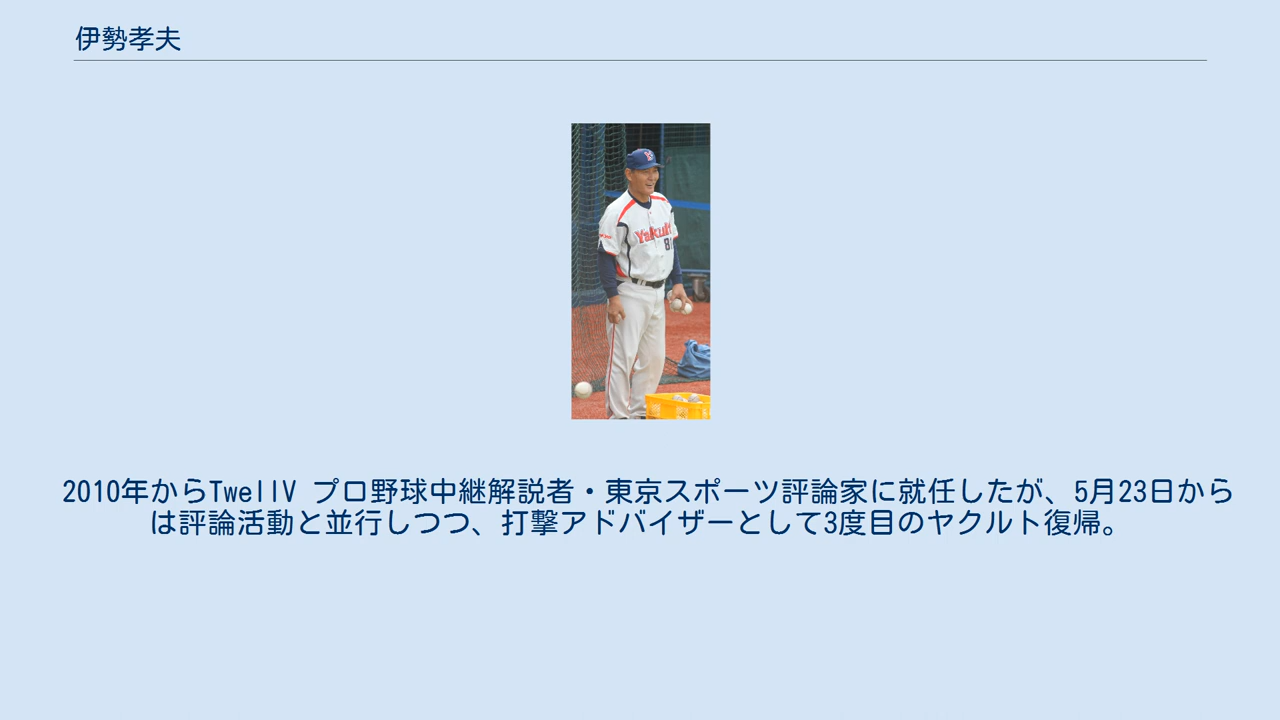 伊勢孝夫
Yakult
8
2010年からTwellV プロ野球中継解説者・東京スポーツ評論家に就任したが、5月23日から
は評論活動と並行しつつ、打撃アドバイザーとして3度目のヤクルト復帰。